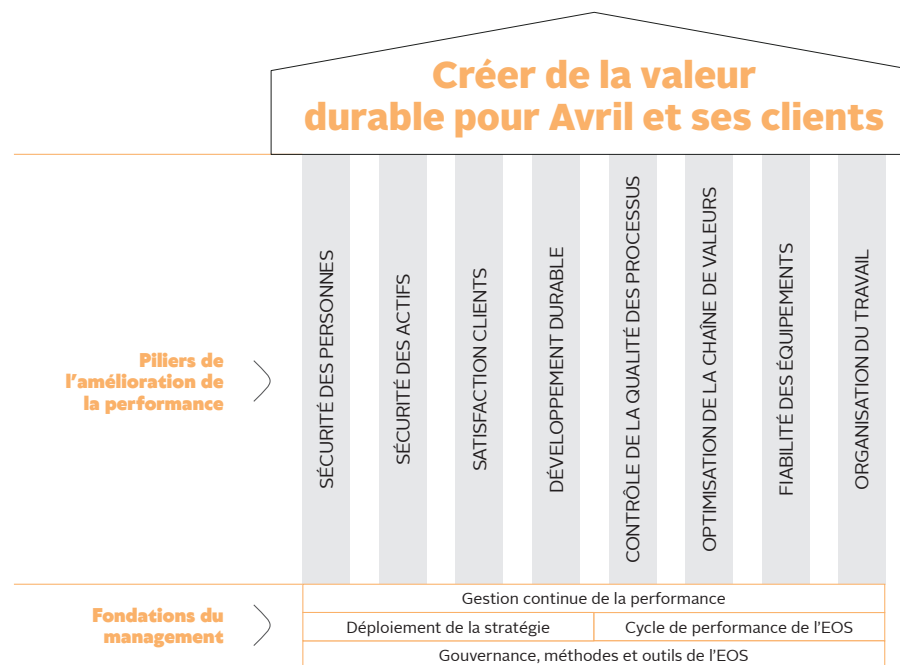 Créer de la valeur
durable pour Avril et ses clients
Piliers de
l'amélioration de
la performance
SÉCURITÉ DES PERSONNES
SÉCURITÉ DES ACTIFS
SATISFACTION CLIENTS
DÉVELOPPEMENT DURABLE
CONTRÔLE DE LA QUALITÉ DES PROCESSUS
OPTIMISATION DE LA CHAÎNE DE VALEURS
FIABILITÉ DES ÉQUIPEMENTS
ORGANISATION DU TRAVAIL
Fondations du
management
Gestion continue de la performance
Déploiement de la stratégie
Cycle de performance de l'EOS
Gouvernance, méthodes et outils de l'EOS